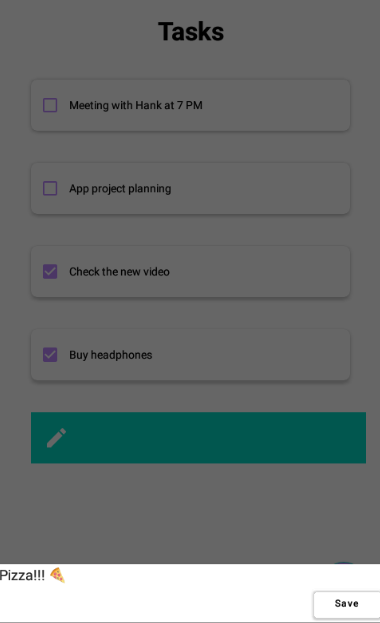 Tasks
Meeting with Hank at 7 PM
App project planning
Check the new video
Buy headphones
Pizza!!! 🍕
Save